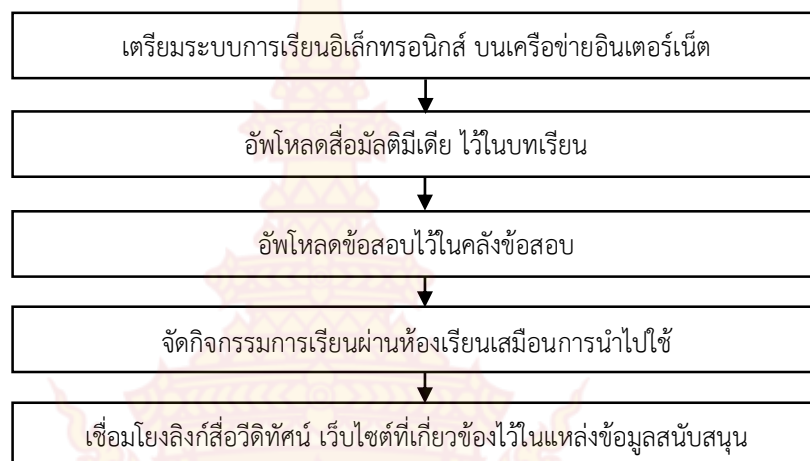 เตรียมระบบการเรียนอิเล็กทรอนิกส์ บนเครือข่ายอินเตอร์เน็ต
อัพโหลดสื่อมัลติมีเดีย ไว้ในบทเรียน
อัพโหลดข้อสอบไว้ในคลังข้อสอบ
จัดกิจกรรมการเรียนผ่านห้องเรียนเสมือนการนำไปใช้
เชื่อมโยงลิงก์สื่อวีดิทัศน์ เว็บไซต์ที่เกี่ยวข้องไว้ในแหล่งข้อมูลสนับสนุน